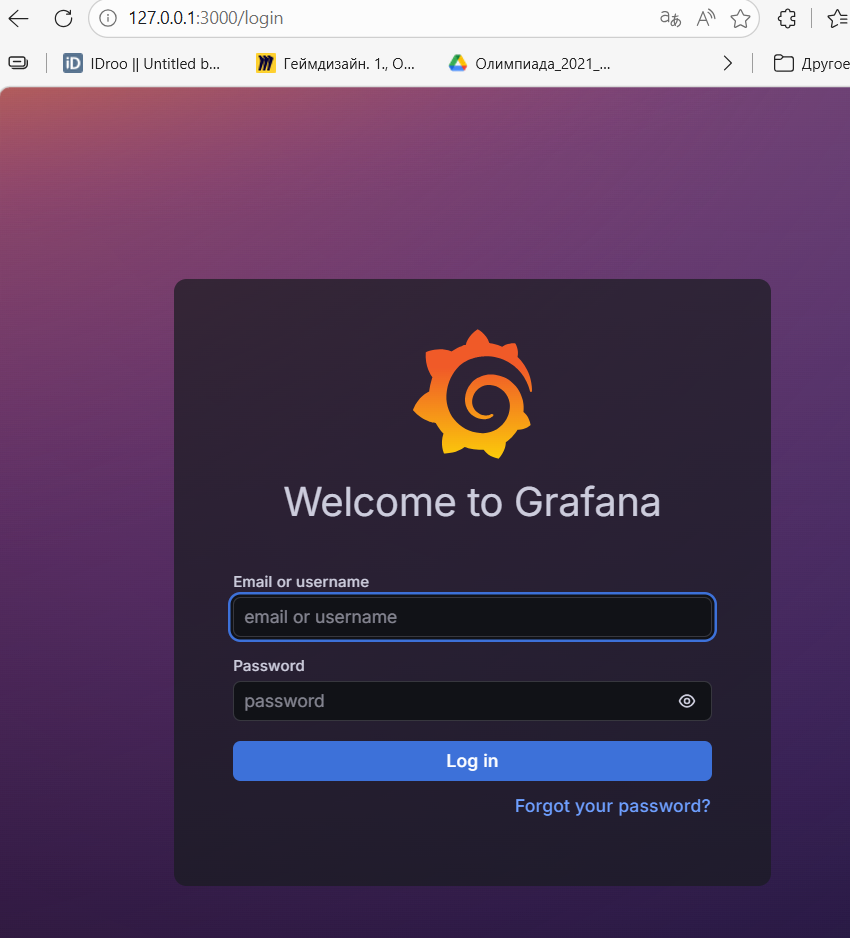 127.0.0.1:3000/login
iD IDroo || Untitled b... Геймдизайн. 1., О... Олимпиада_2021_... Другое
Welcome to Grafana
Email or username
email or username
Password
password
Log in
Forgot your password?